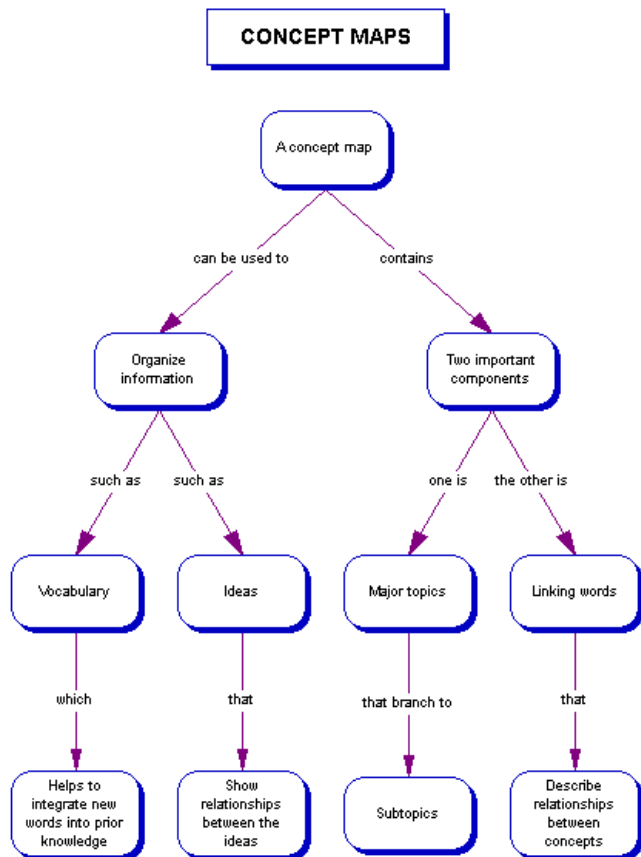 CONCEPT MAPS
A concept map
can be used to
contains
Organize
information
Two important
components
such as
such as
one is
the other is
Vocabulary
Ideas
Major topics
Linking words
which
that
that branch to
that
Helps to
integrate new
words into prior
knowledge
Show
relationships
between the
ideas
Subtopics
Describe
relationships
between
concepts